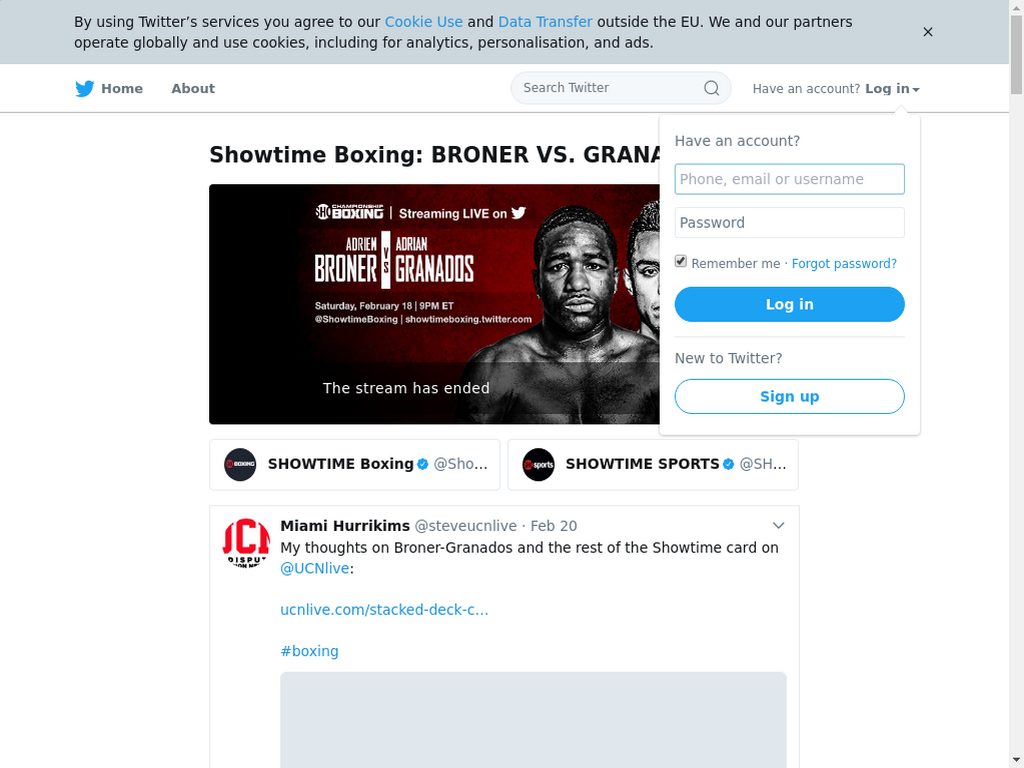 By using Twitter’s services you agree to our Cookie Use and Data Transfer outside the EU. We and our partners
operate globally and use cookies, including for analytics, personalisation, and ads.
Home
About
Search Twitter
Have an account? Log in
Showtime Boxing: BRONER VS. GRANA
Have an account?
Phone, email or username
Password
Remember me · Forgot password?
Log in
New to Twitter?
Sign up
SHO CHAMPIONSHIP BOXING | Streaming LIVE on
ADRIEN BRONER VS ADRIAN GRANADOS
Saturday, February 18 | 9PM ET
@ShowtimeBoxing | showtimeboxing.twitter.com
The stream has ended
SHOWTIME Boxing @Sho...
SHOWTIME SPORTS @SH...
Miami Hurrikims @steveucnlive · Feb 20
My thoughts on Broner-Granados and the rest of the Showtime card on
@UCNlive:
ucnlive.com/stacked-deck-c…
#boxing